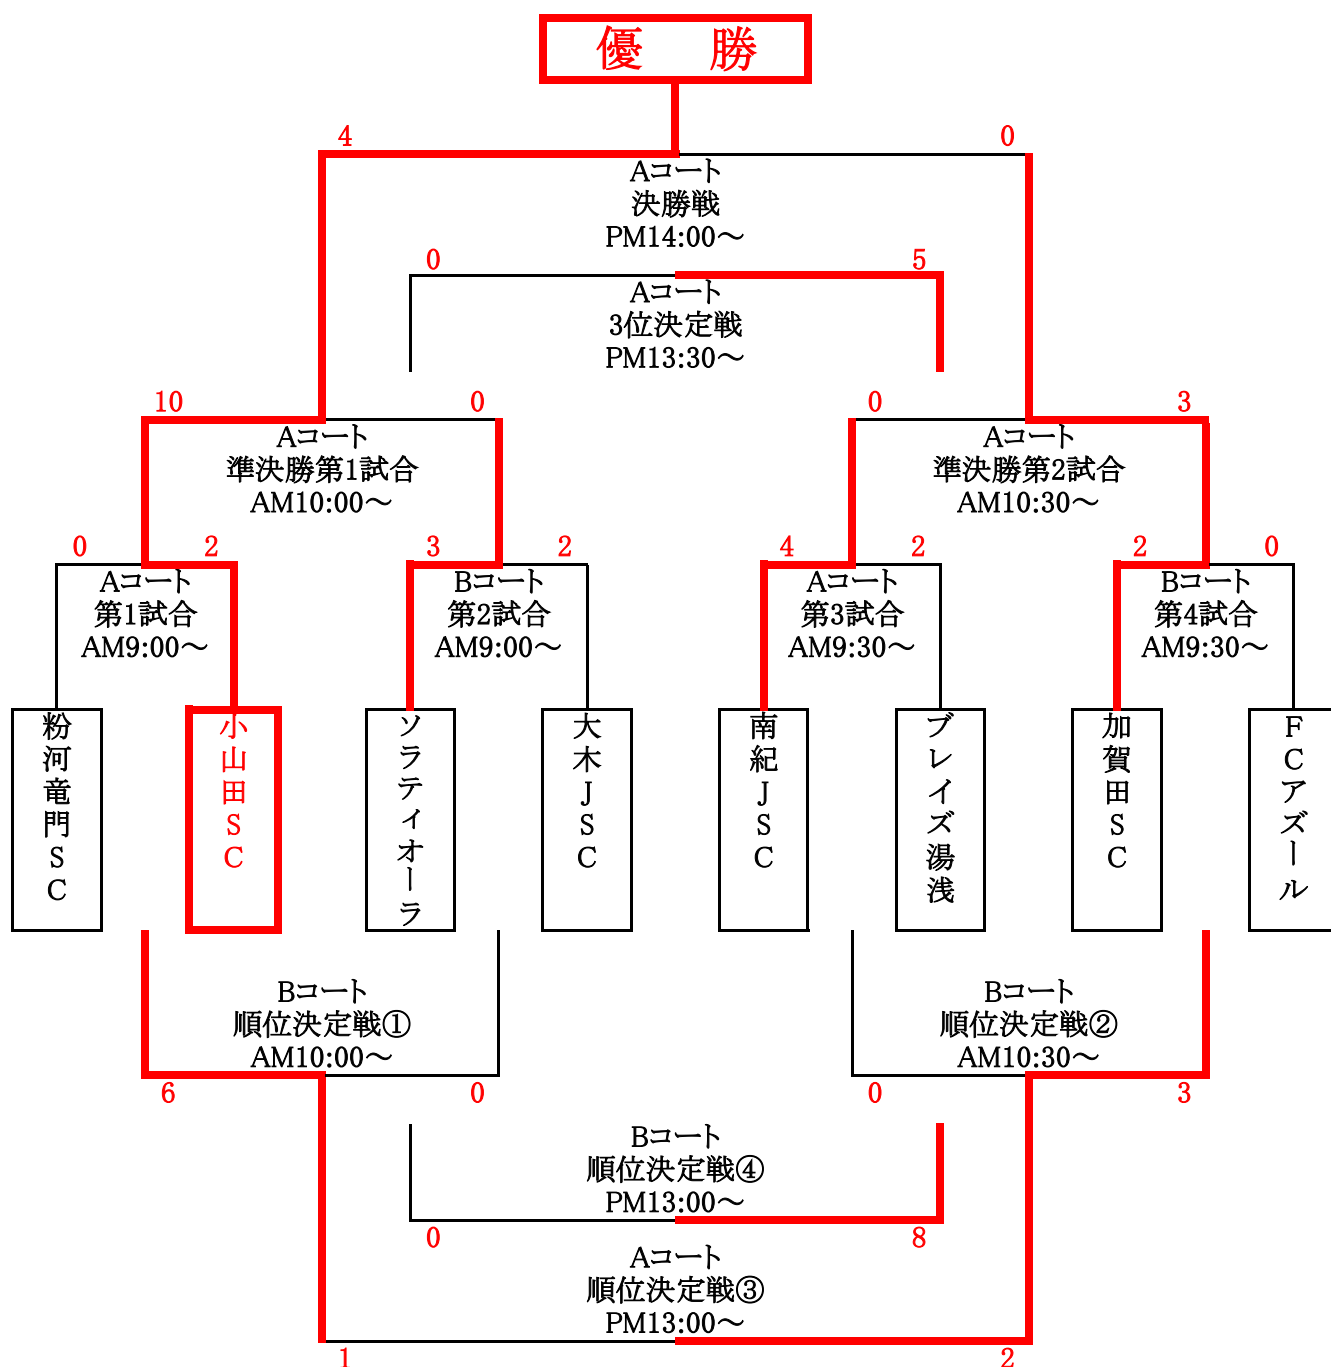 優　勝
4 0
Aコート
決勝戦
PM14:00～
0 5
Aコート
3位決定戦
PM13:30～
10 0 0 3
Aコート Aコート
準決勝第1試合 準決勝第2試合
AM10:00～ AM10:30～
0 2 3 2 4 2 2 0
Aコート Bコート Aコート Bコート
第1試合 第2試合 第3試合 第4試合
AM9:00～ AM9:00～ AM9:30～ AM9:30～
粉河竜門SC
小山田SC
ソラティオーラ
大木JSC
南紀JSC
ブレイズ湯浅
加賀田SC
FCアズール
Bコート Bコート
順位決定戦① 順位決定戦②
AM10:00～ AM10:30～
6 0 0 3
Bコート
順位決定戦④
PM13:00～
0 8
Aコート
順位決定戦③
PM13:00～
1 2